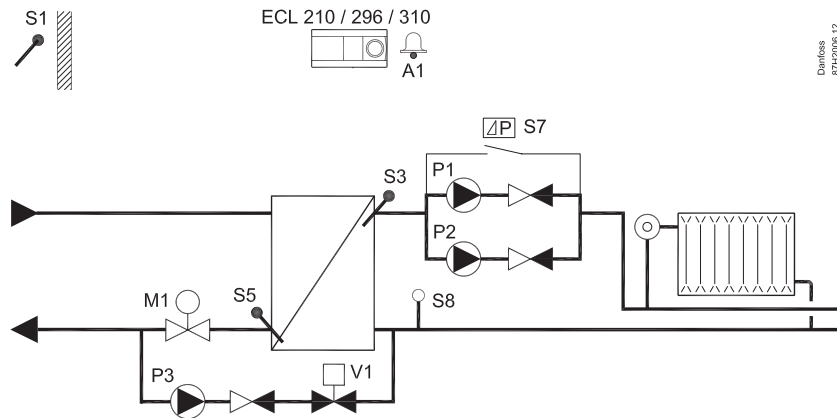 S1
ECL 210 / 296 / 310
A1
Danfoss
87H2006.12
P S7
S3
P1
P2
M1
S5
S8
P3
V1